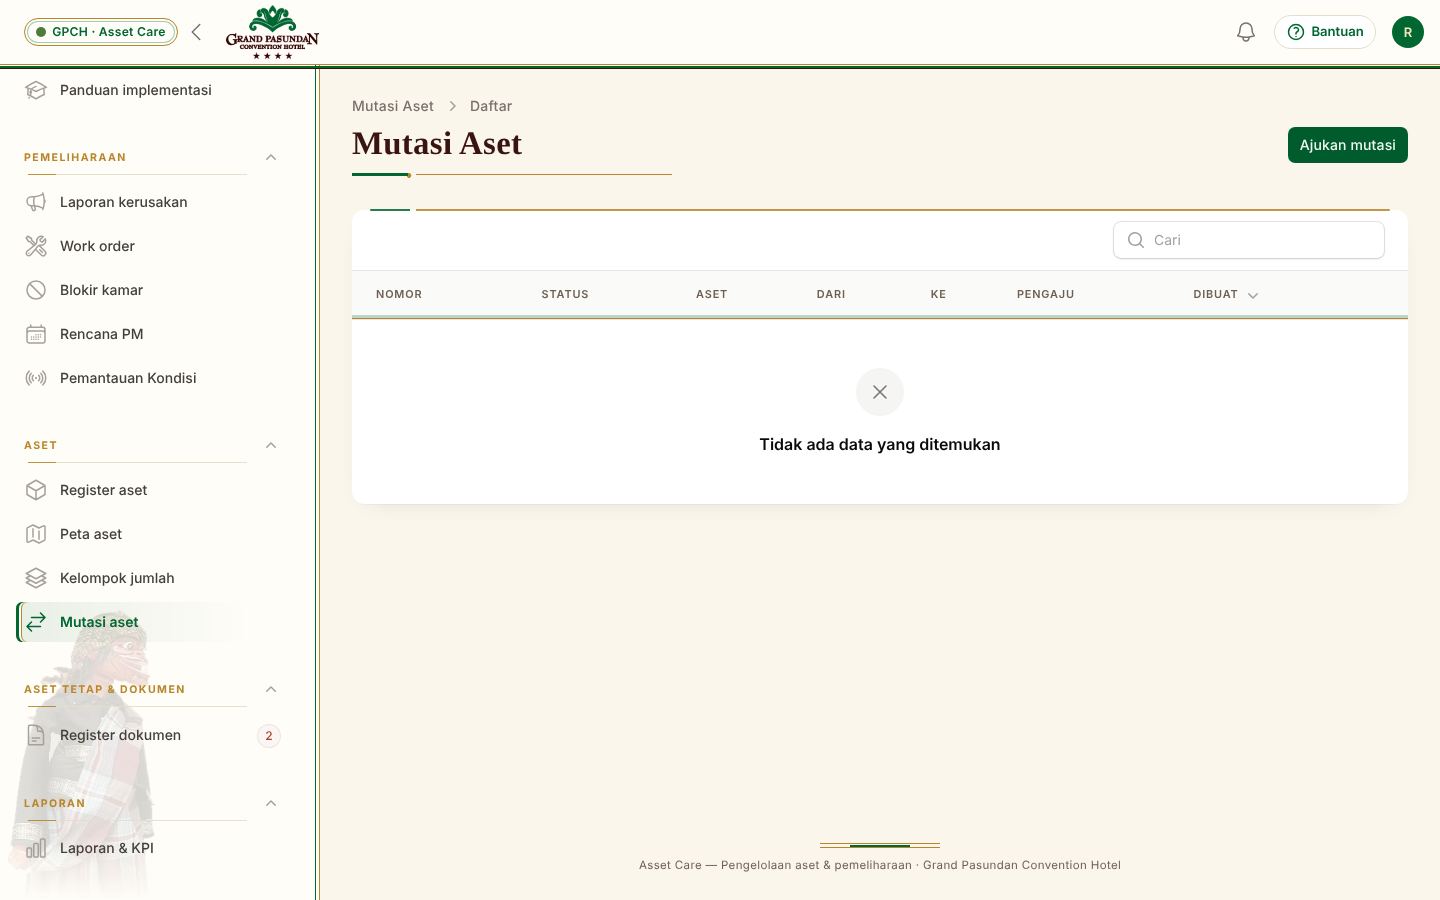 GPCH · Asset Care
GRAND PASUNDAN
CONVENTION HOTEL
Bantuan
R
Panduan implementasi
PEMELIHARAAN
Laporan kerusakan
Work order
Blokir kamar
Rencana PM
Pemantauan Kondisi
ASET
Register aset
Peta aset
Kelompok jumlah
Mutasi aset
ASET TETAP & DOKUMEN
Register dokumen
2
LAPORAN
Laporan & KPI
Mutasi Aset
Daftar
Mutasi Aset
Ajukan mutasi
Cari
NOMOR STATUS ASET DARI KE PENGAJU DIBUAT
Tidak ada data yang ditemukan
Asset Care — Pengelolaan aset & pemeliharaan · Grand Pasundan Convention Hotel